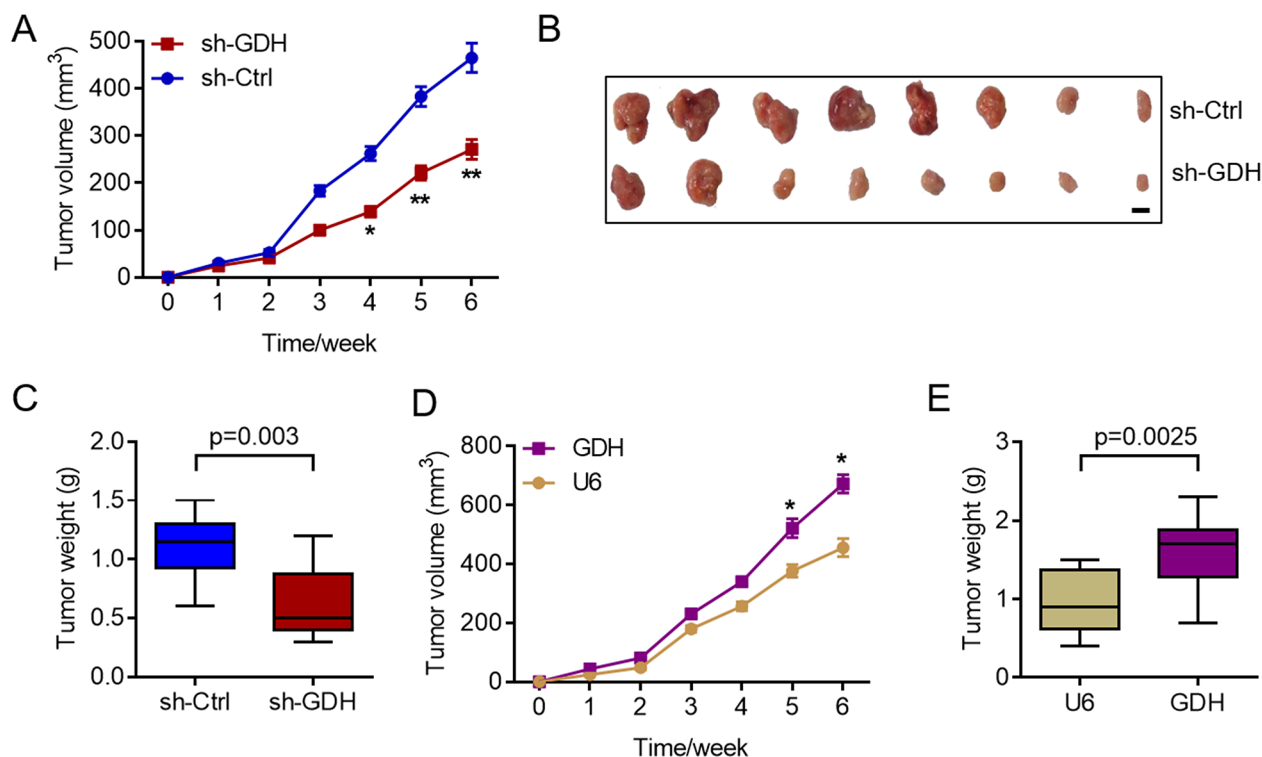 A
sh-GDH
sh-Ctrl
Tumor volume (mm³)
500
400
300
200
100
0
*
**
**
0 1 2 3 4 5 6
Time/week
B
sh-Ctrl
sh-GDH
C
p=0.003
Tumor weight (g)
2.0
1.5
1.0
0.5
0.0
sh-Ctrl sh-GDH
D
GDH
U6
Tumor volume (mm³)
800
600
400
200
0
*
*
0 1 2 3 4 5 6
Time/week
E
p=0.0025
Tumor weight (g)
3
2
1
0
U6 GDH